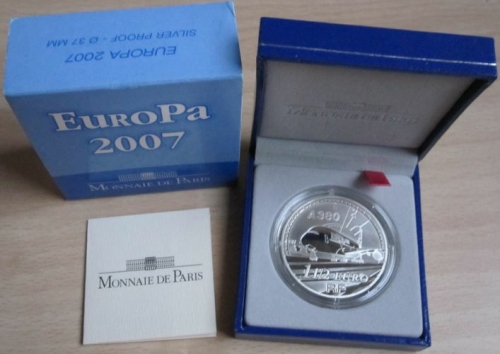 EUROPA 2007
SILVER PROOF - Ø 37 MM
EUROPA
2007
MONNAIE DE PARIS
MONNAIE DE PARIS
A380
1 1/2 EURO
RF